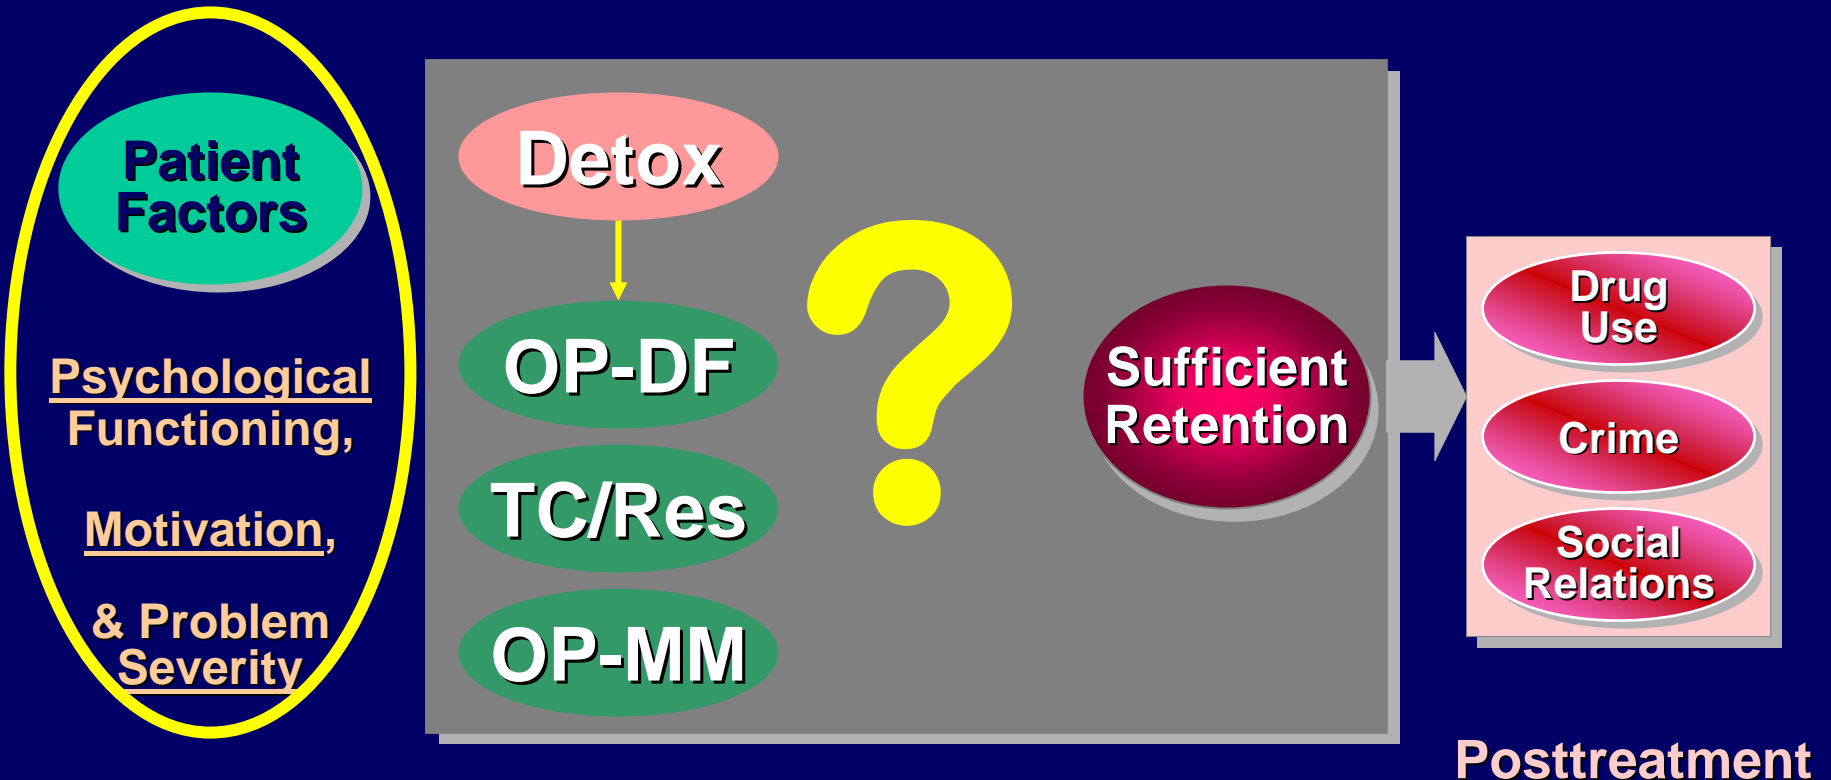 Patient
Factors
Psychological
Functioning,
Motivation,
& Problem
Severity
Detox
OP-DF
TC/Res
OP-MM
?
Sufficient
Retention
Drug
Use
Crime
Social
Relations
Posttreatment